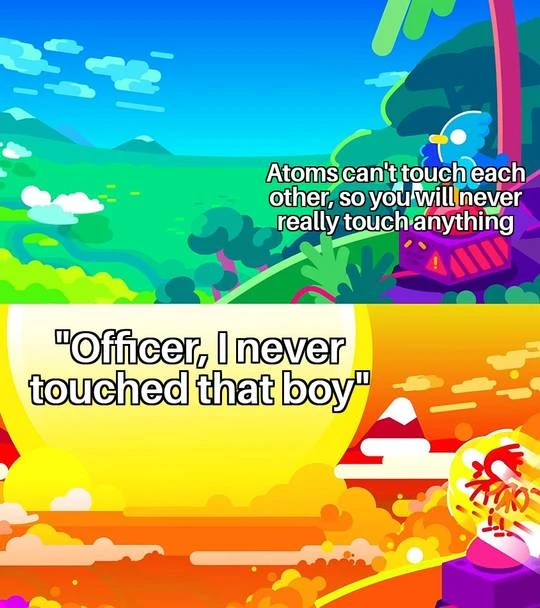 Atoms can't touch each
other, so you will never
really touch anything
"Officer, I never
touched that boy"